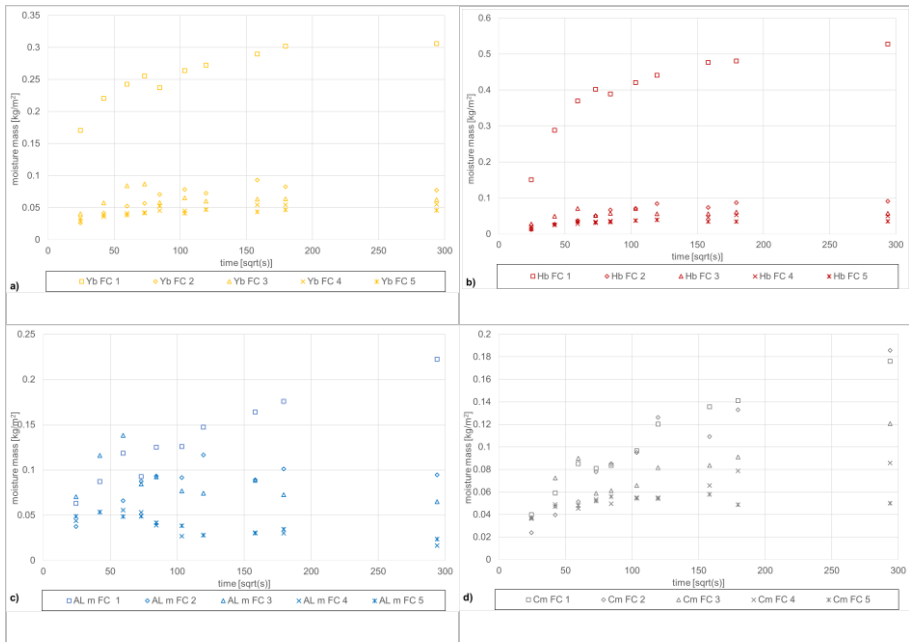 0.35
0.3
0.25
0.2
0.15
0.1
0.05
0
moisture mass [kg/m²]
0 50 100 150 200 250 300
time [sqrt(s)]
a)
Yb FC 1 Yb FC 2 Yb FC 3 Yb FC 4 Yb FC 5
0.6
0.5
0.4
0.3
0.2
0.1
0
moisture mass [kg/m²]
0 50 100 150 200 250 300
time [sqrt(s)]
b)
Hb FC 1 Hb FC 2 Hb FC 3 Hb FC 4 Hb FC 5
0.25
0.2
0.15
0.1
0.05
0
moisture mass [kg/m²]
0 50 100 150 200 250 300
time [sqrt(s)]
c)
AL m FC 1 AL m FC 2 AL m FC 3 AL m FC 4 AL m FC 5
0.2
0.18
0.16
0.14
0.12
0.1
0.08
0.06
0.04
0.02
0
moisture mass [kg/m²]
0 50 100 150 200 250 300
time [sqrt(s)]
d)
Cm FC 1 Cm FC 2 Cm FC 3 Cm FC 4 Cm FC 5